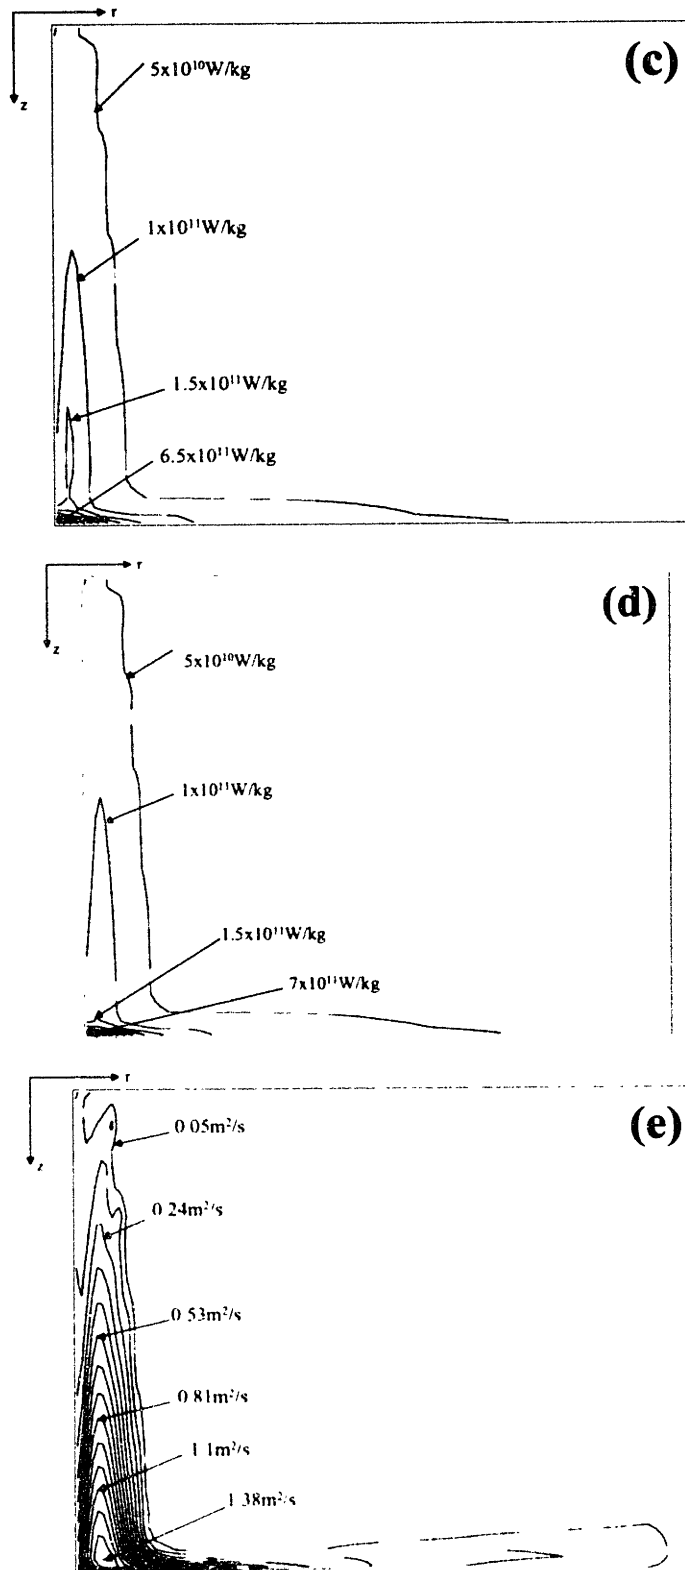 r
(c)
5x10¹⁰W/kg
z
1x10¹¹W/kg
1.5x10¹¹W/kg
6.5x10¹¹W/kg
r
(d)
z
5x10¹⁰W/kg
1x10¹¹W/kg
1.5x10¹¹W/kg
7x10¹¹W/kg
r
(e)
0 05m²/s
z
0 24m²/s
0 53m²/s
0 81m²/s
1 1m²/s
1 38m²/s